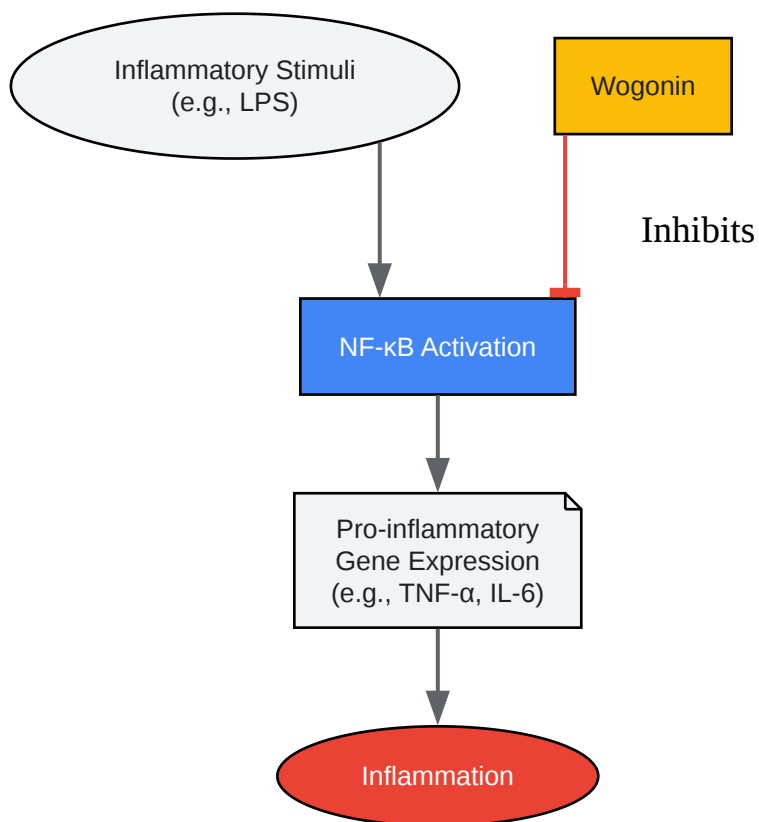 Inflammatory Stimuli
(e.g., LPS)
Wogonin
Inhibits
NF-κB Activation
Pro-inflammatory
Gene Expression
(e.g., TNF-α, IL-6)
Inflammation